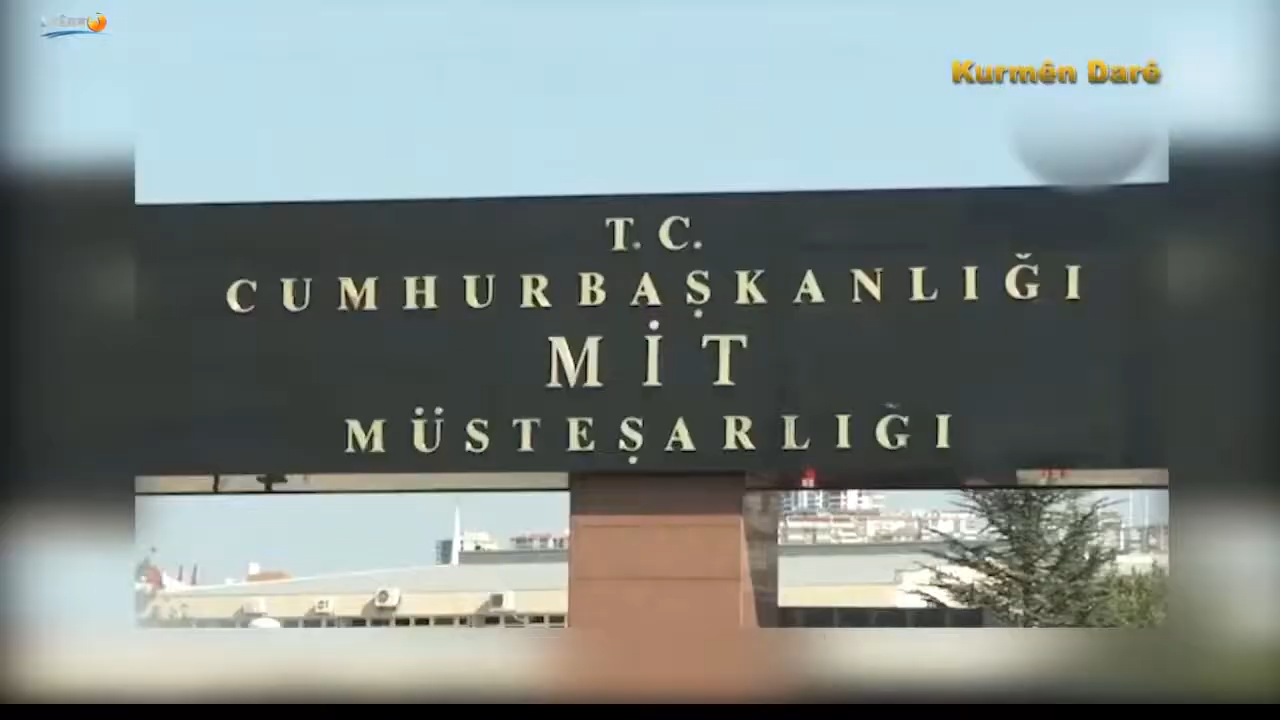 Kurmên Darê
T. C.
CUMHURBAŞKANLIĞI
MİT
MÜSTEŞARLIĞI